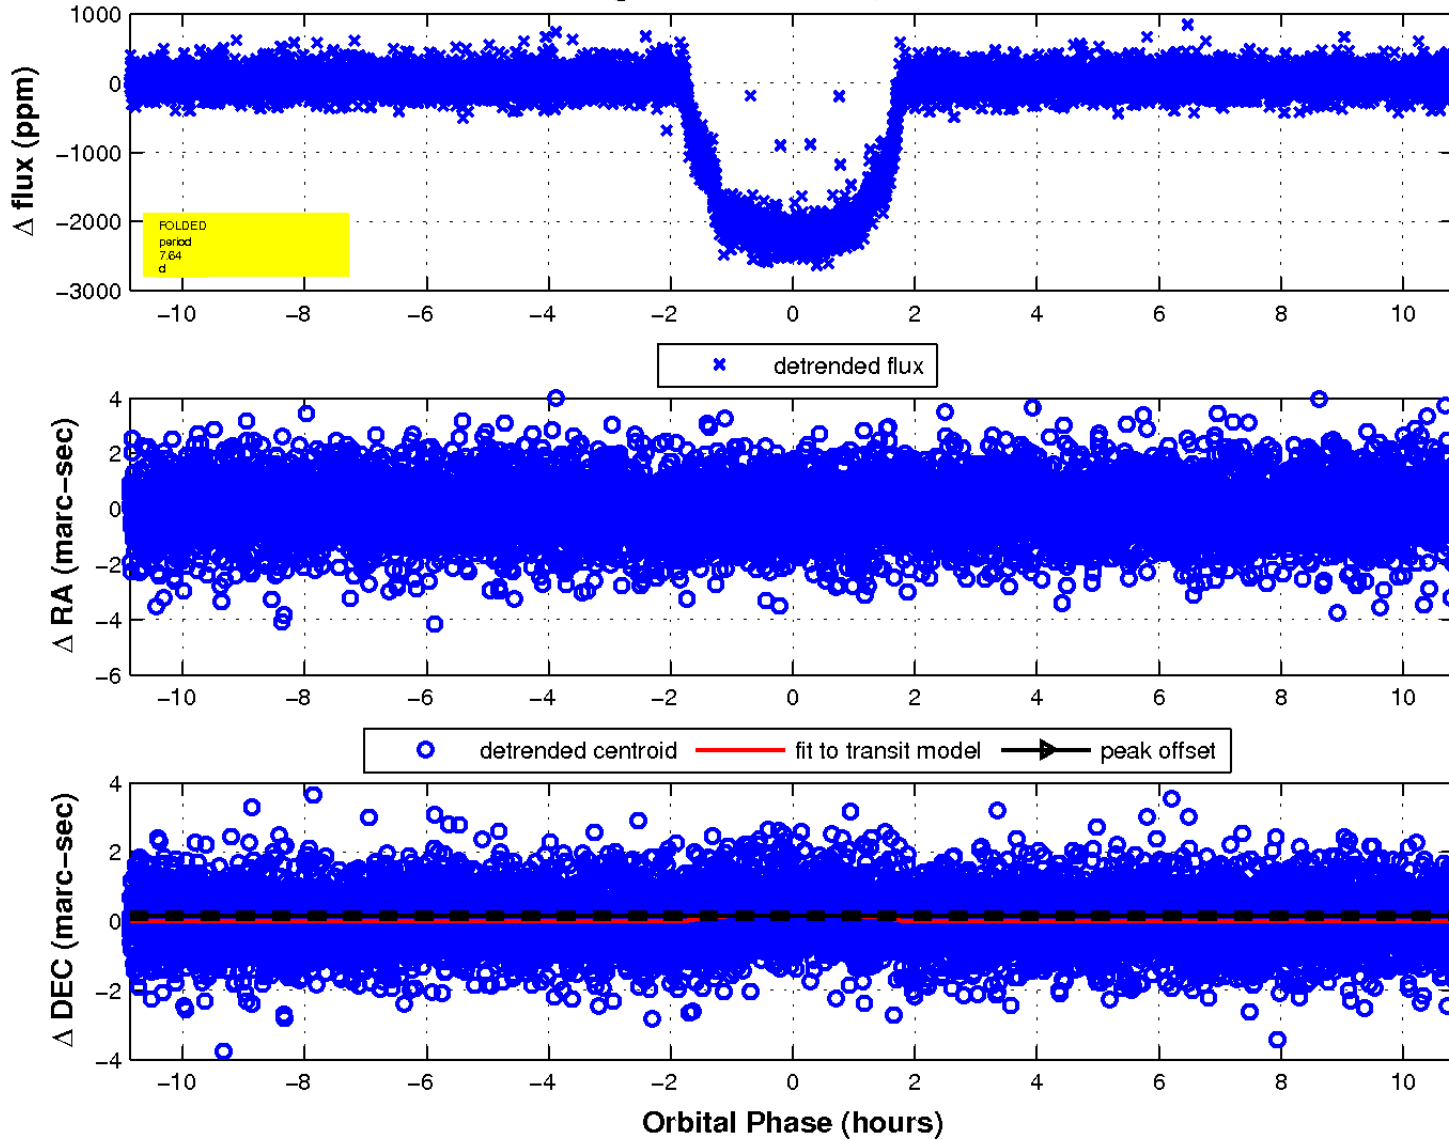 1000
0
−1000
−2000
−3000
Δ flux (ppm)
FOLDED
period
7.64
d
−10 −8 −6 −4 −2 0 2 4 6 8 10
detrended flux
4
2
0
−2
−4
−6
Δ RA (marc−sec)
−10 −8 −6 −4 −2 0 2 4 6 8 10
detrended centroid fit to transit model peak offset
4
2
0
−2
−4
Δ DEC (marc−sec)
−10 −8 −6 −4 −2 0 2 4 6 8 10
Orbital Phase (hours)